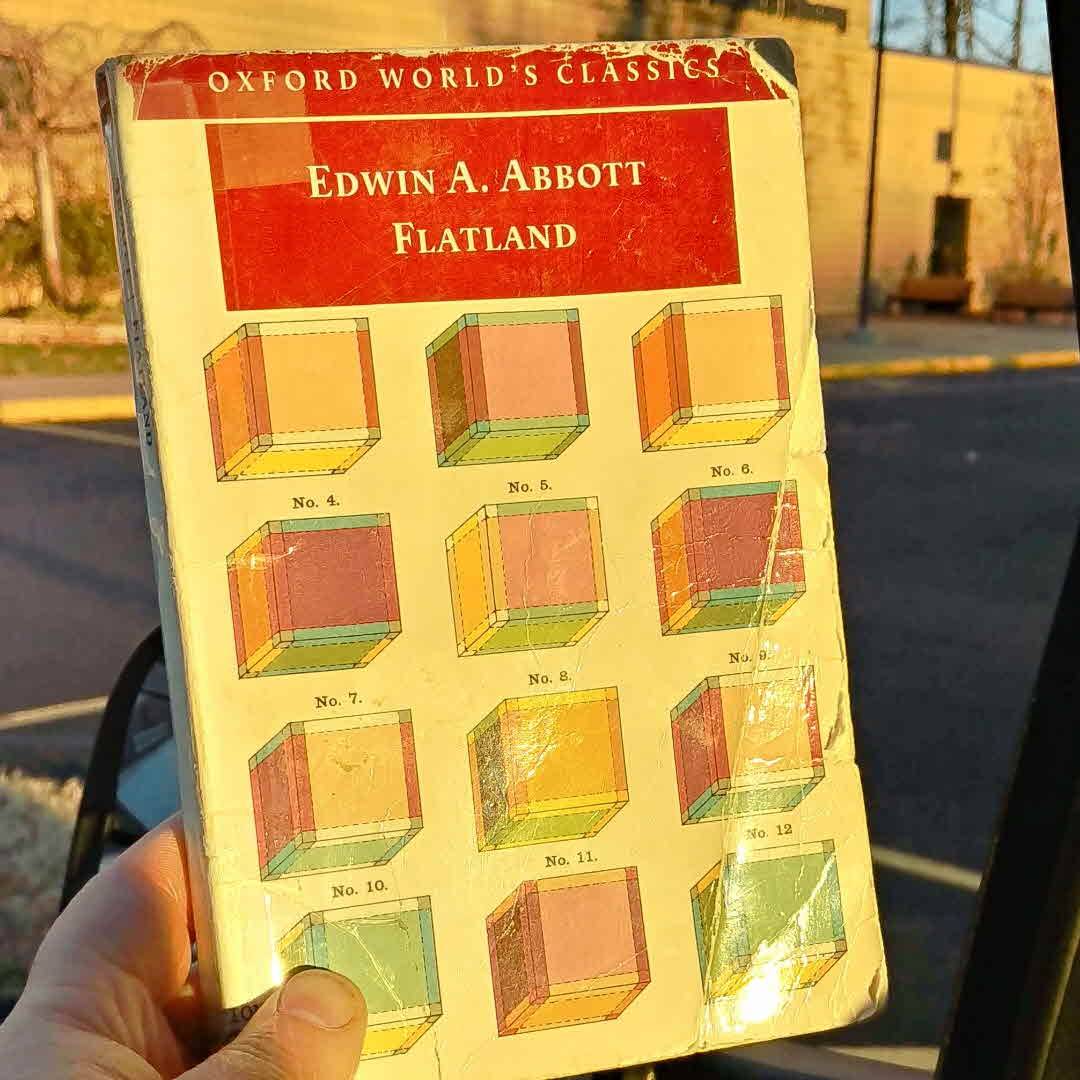 OXFORD WORLD'S CLASSICS
EDWIN A. ABBOTT
FLATLAND
No. 4.
No. 5.
No. 6.
No. 7.
No. 8.
No. 9.
No. 10.
No. 11.
No. 12